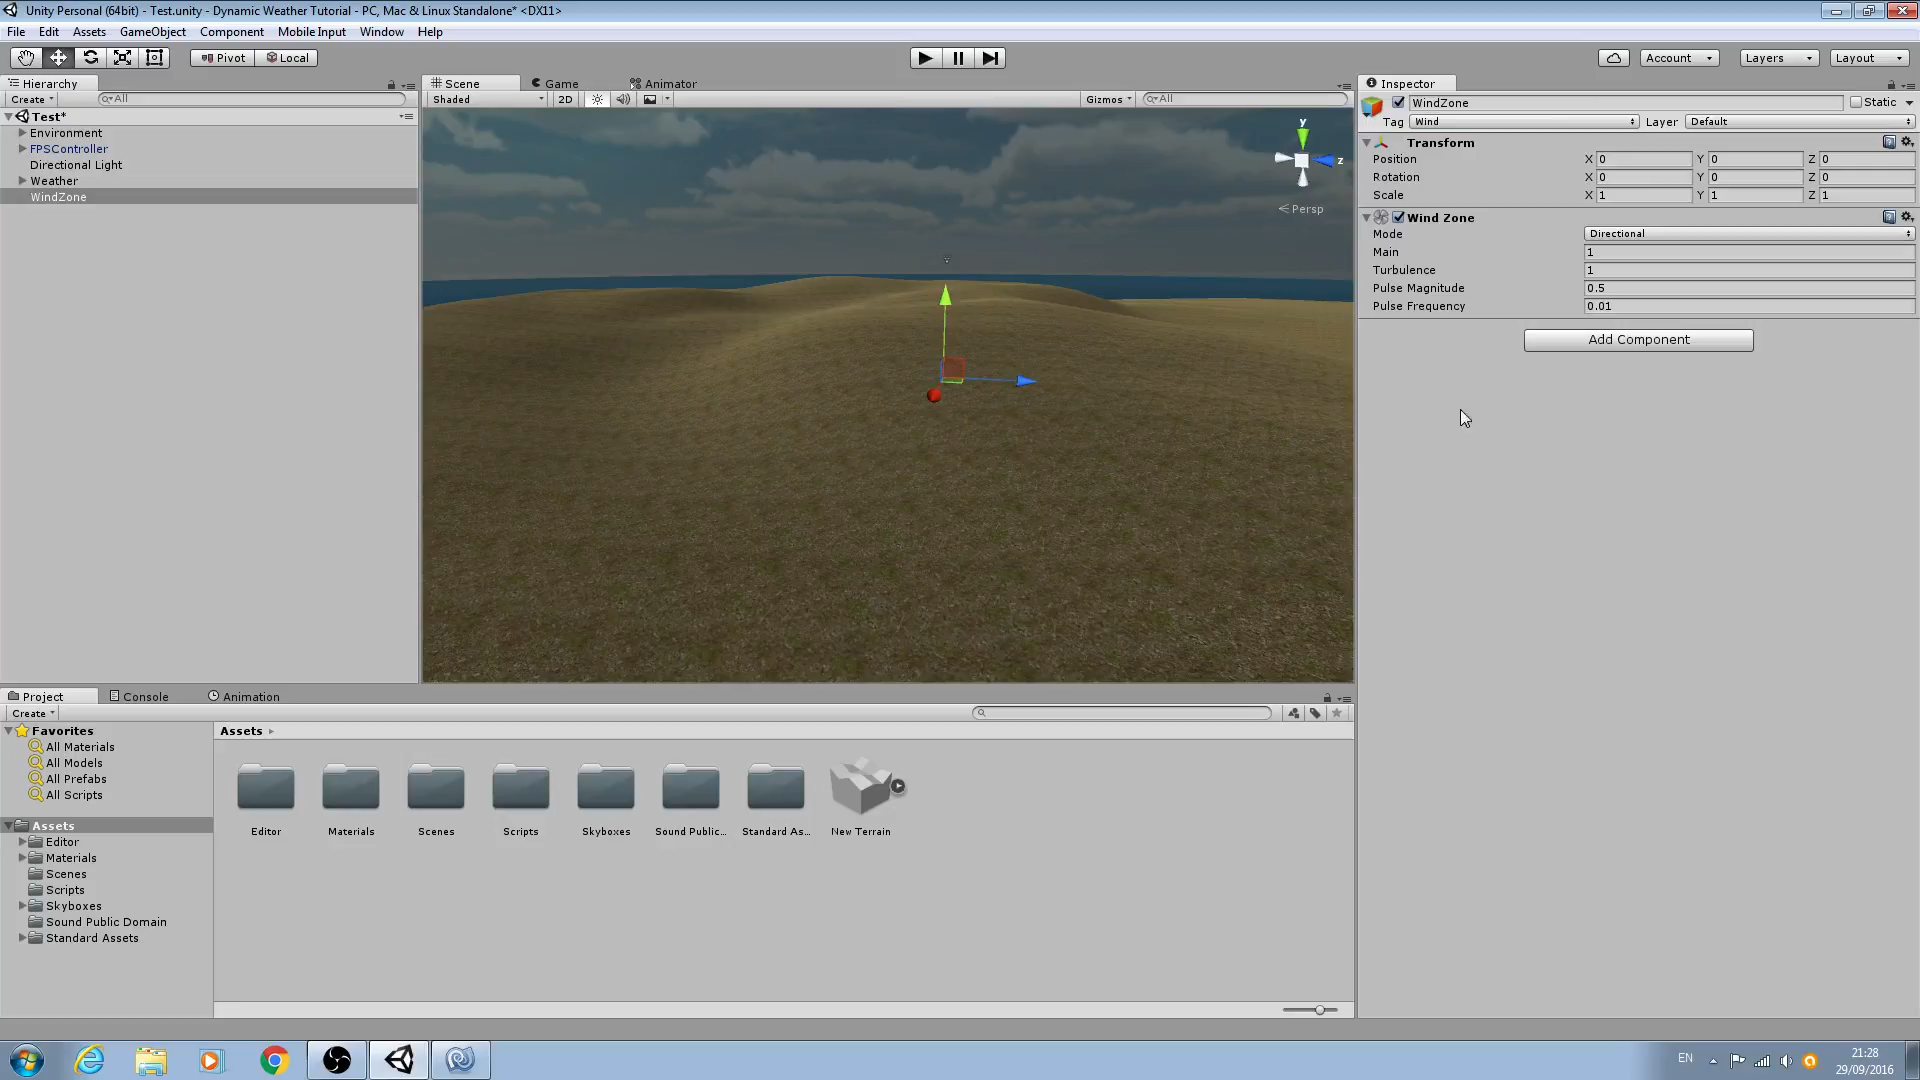 Unity Personal (64bit) - Test.unity - Dynamic Weather Tutorial - PC, Mac & Linux Standalone* <DX11>
File Edit Assets GameObject Component Mobile Input Window Help
Pivot Local Account Layers Layout
Hierarchy
Create All
Test*
Environment
FPSController
Directional Light
Weather
WindZone
Scene Game Animator
Shaded 2D Gizmos All
y
z
Persp
Inspector
WindZone Static
Tag Wind Layer Default
Transform
Position X 0 Y 0 Z 0
Rotation X 0 Y 0 Z 0
Scale X 1 Y 1 Z 1
Wind Zone
Mode Directional
Main 1
Turbulence 1
Pulse Magnitude 0.5
Pulse Frequency 0.01
Add Component
Project Console Animation
Create
Favorites
All Materials
All Models
All Prefabs
All Scripts
Assets
Editor
Materials
Scenes
Scripts
Skyboxes
Sound Public Domain
Standard Assets
Assets
Editor Materials Scenes Scripts Skyboxes Sound Public... Standard As... New Terrain
EN
21:28
29/09/2016